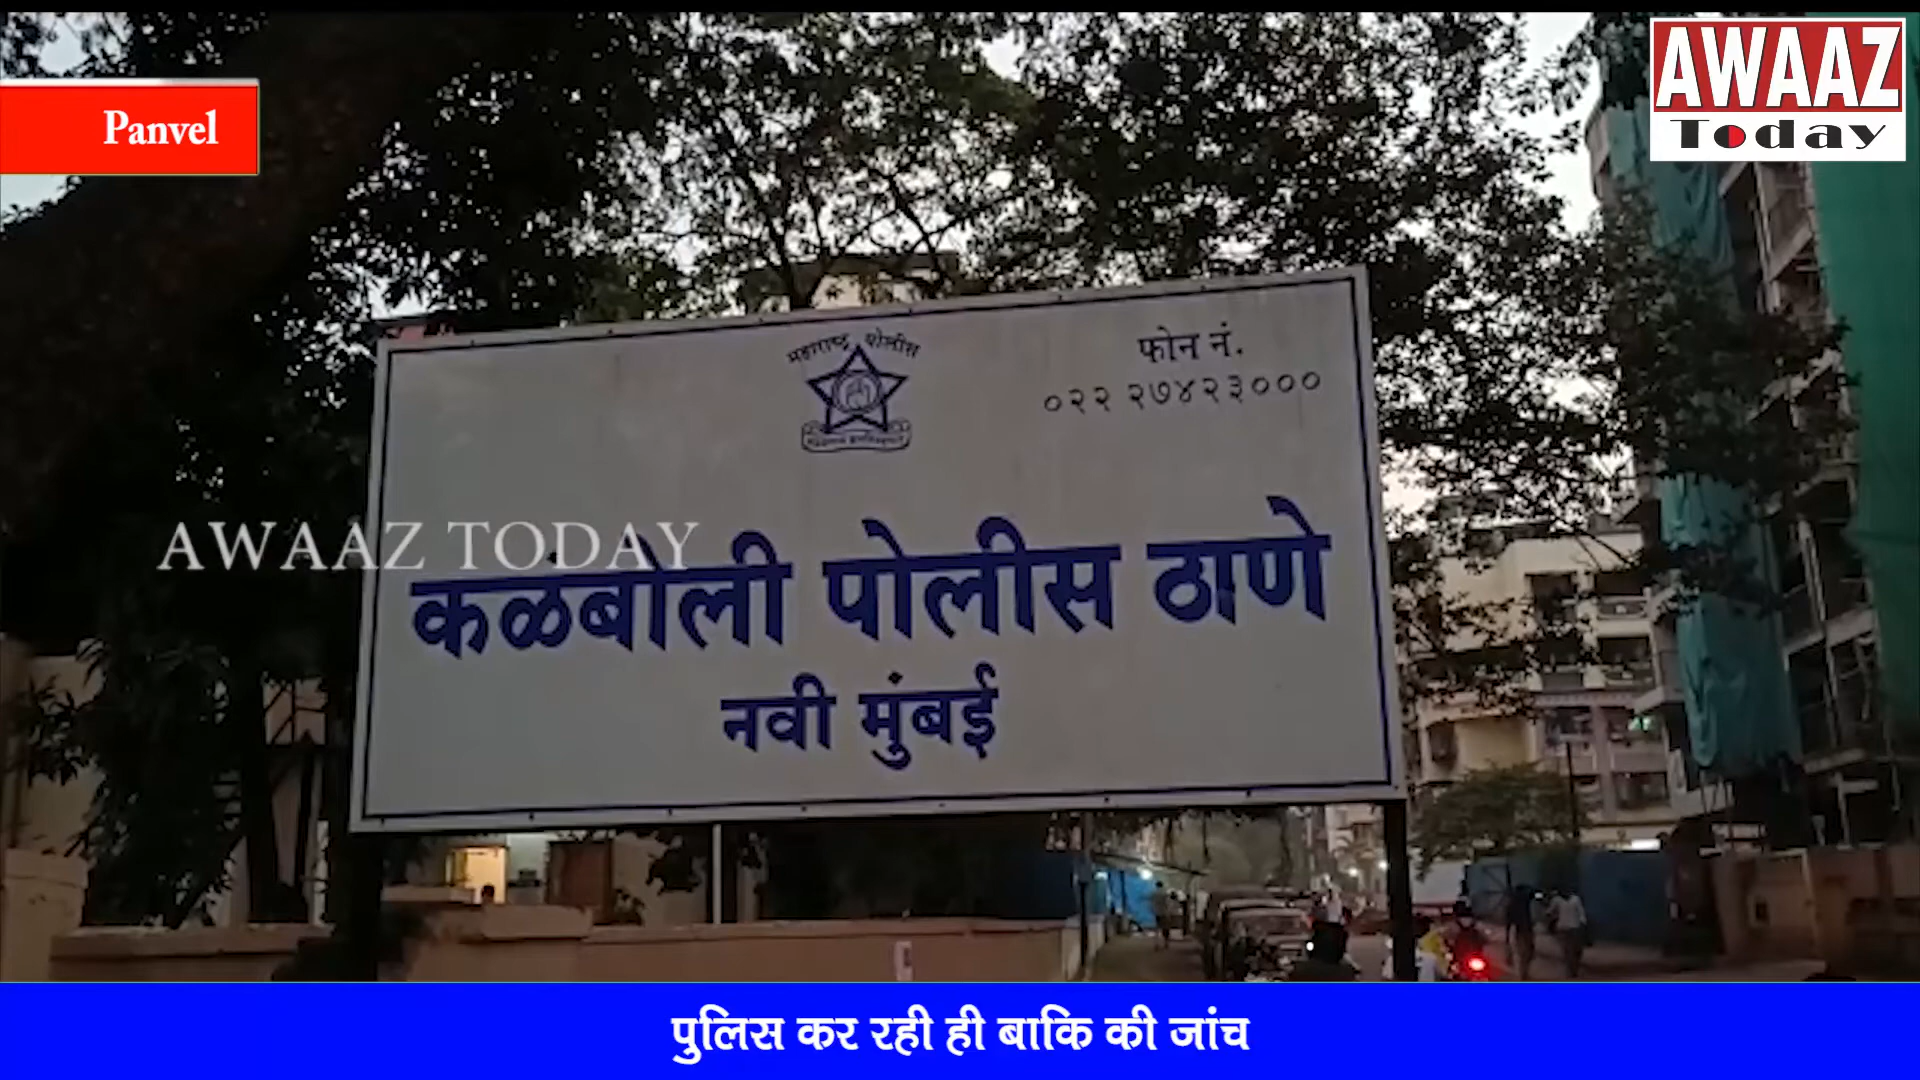 AWAAZ
Today
Panvel
महाराष्ट्र पोलीस
फोन नं.
०२२ २७४२३०००
AWAAZ TODAY
कळंबोली पोलीस ठाणे
नवी मुंबई
पुलिस कर रही ही बाकि की जांच